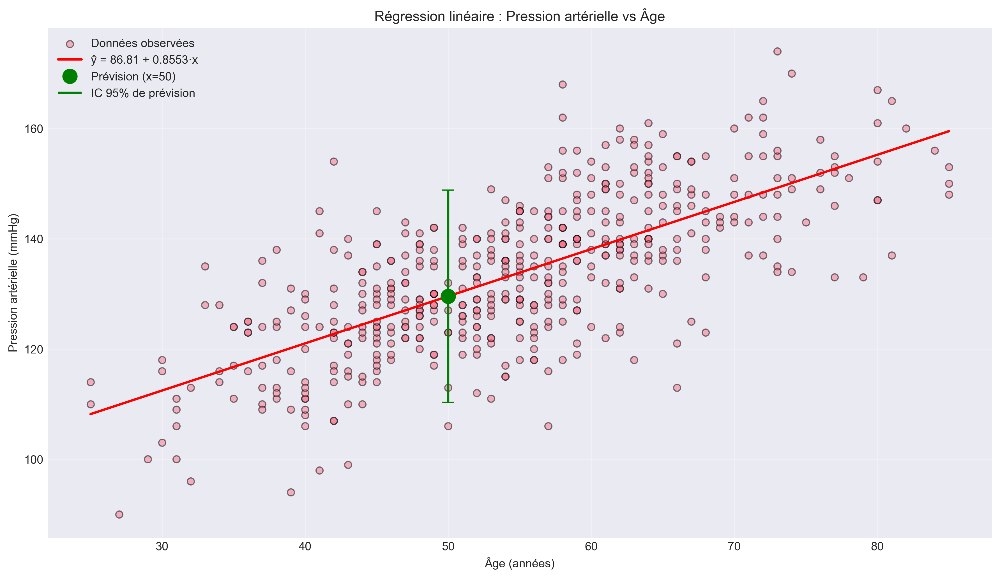 Régression linéaire : Pression artérielle vs Âge
Données observées
ŷ = 86.81 + 0.8553·x
Prévision (x=50)
IC 95% de prévision
Pression artérielle (mmHg)
160
140
120
100
30 40 50 60 70 80
Âge (années)